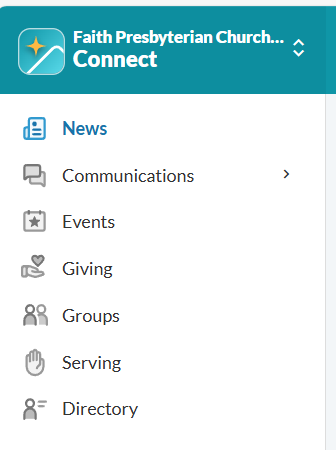 Faith Presbyterian Church...
Connect
News
Communications
Events
Giving
Groups
Serving
Directory